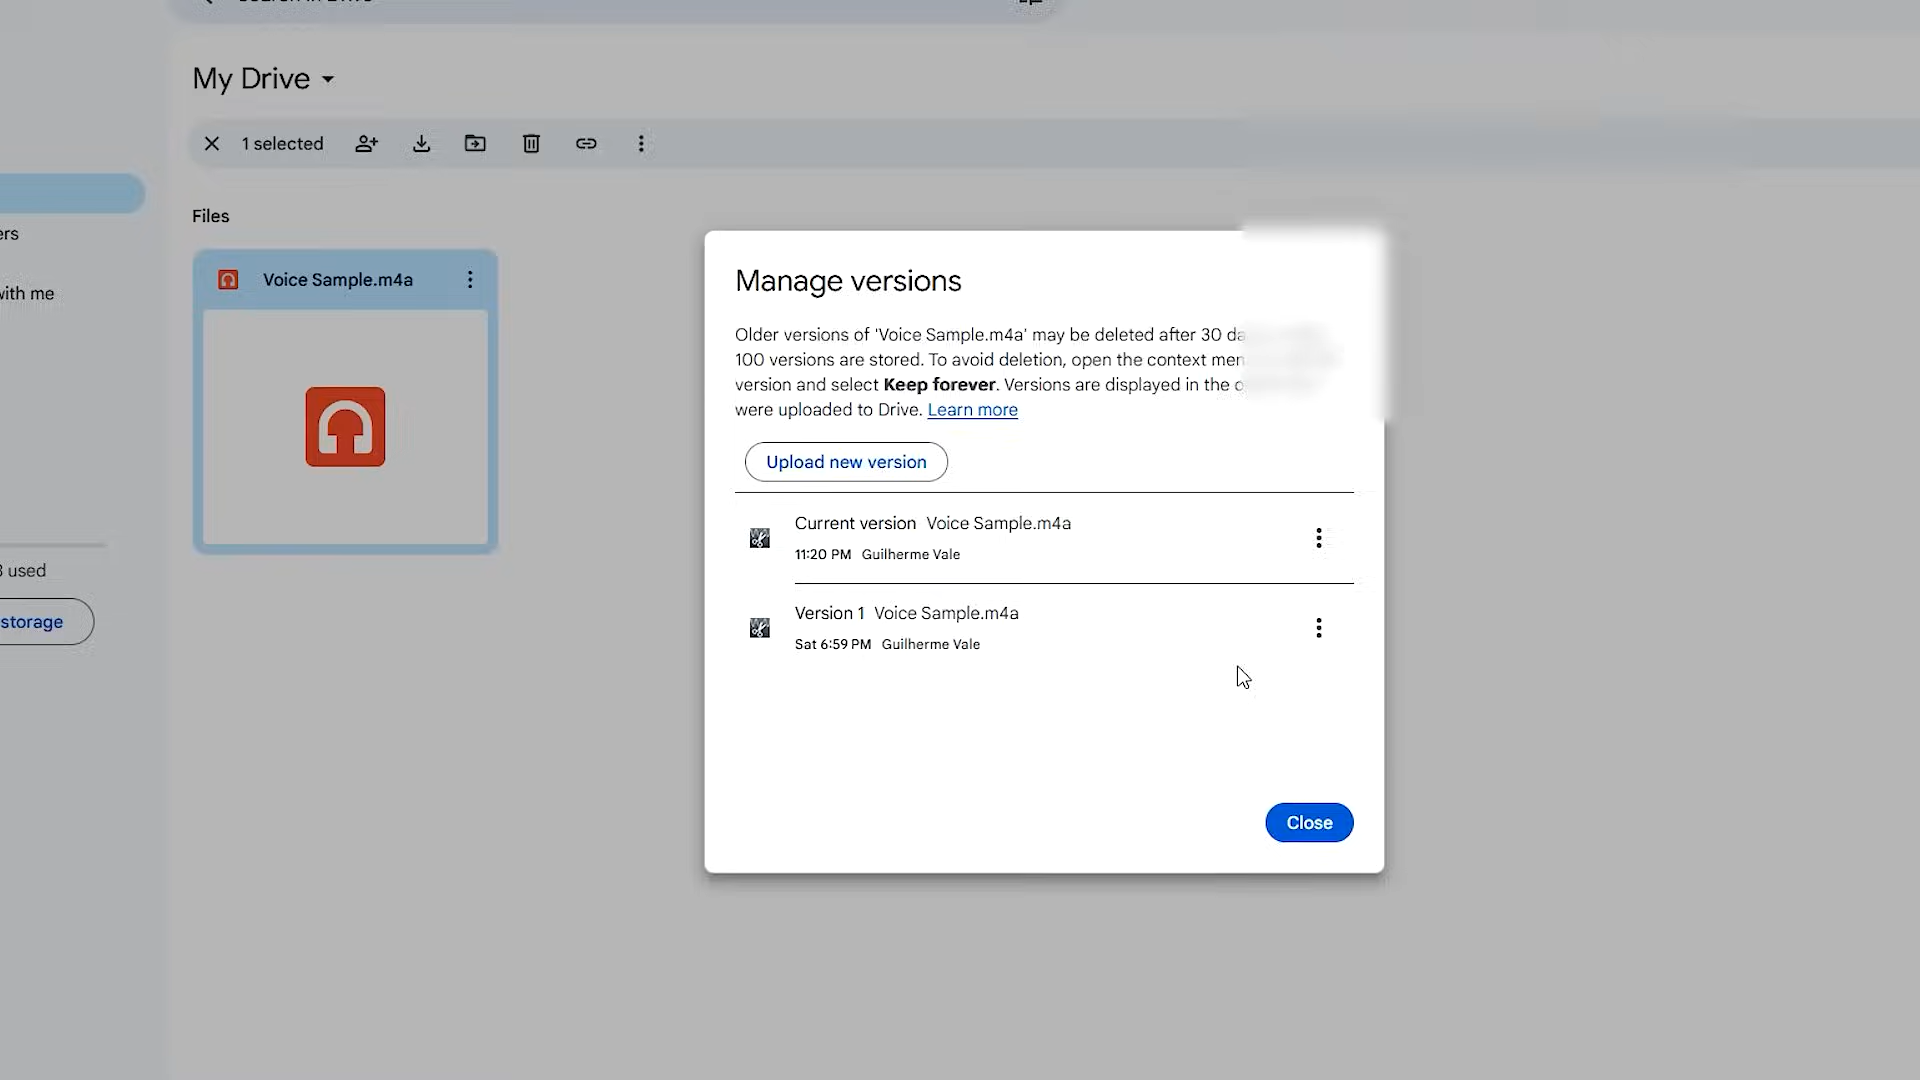 My Drive
1 selected
ers
Files
Voice Sample.m4a
with me
Manage versions
Older versions of 'Voice Sample.m4a' may be deleted after 30
100 versions are stored. To avoid deletion, open the context
version and select Keep forever. Versions are displayed in the
were uploaded to Drive. Learn more
Upload new version
Current version Voice Sample.m4a
11:20 PM Guilherme Vale
used
Version 1 Voice Sample.m4a
storage
Sat 6:59 PM Guilherme Vale
Close